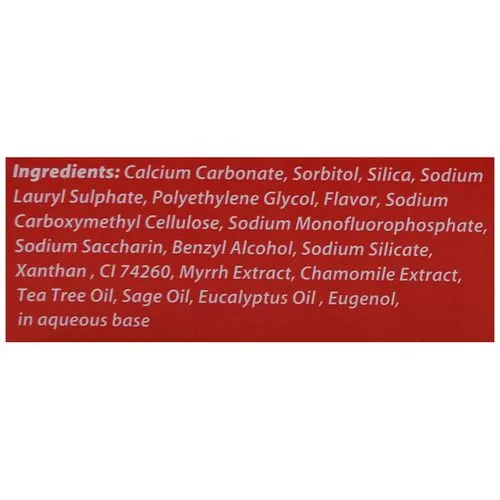 Ingredients: Calcium Carbonate, Sorbitol, Silica, Sodium
Lauryl Sulphate, Polyethylene Glycol, Flavor, Sodium
Carboxymethyl Cellulose, Sodium Monofluorophosphate,
Sodium Saccharin, Benzyl Alcohol, Sodium Silicate,
Xanthan , CI 74260, Myrrh Extract, Chamomile Extract,
Tea Tree Oil, Sage Oil, Eucalyptus Oil , Eugenol,
in aqueous base